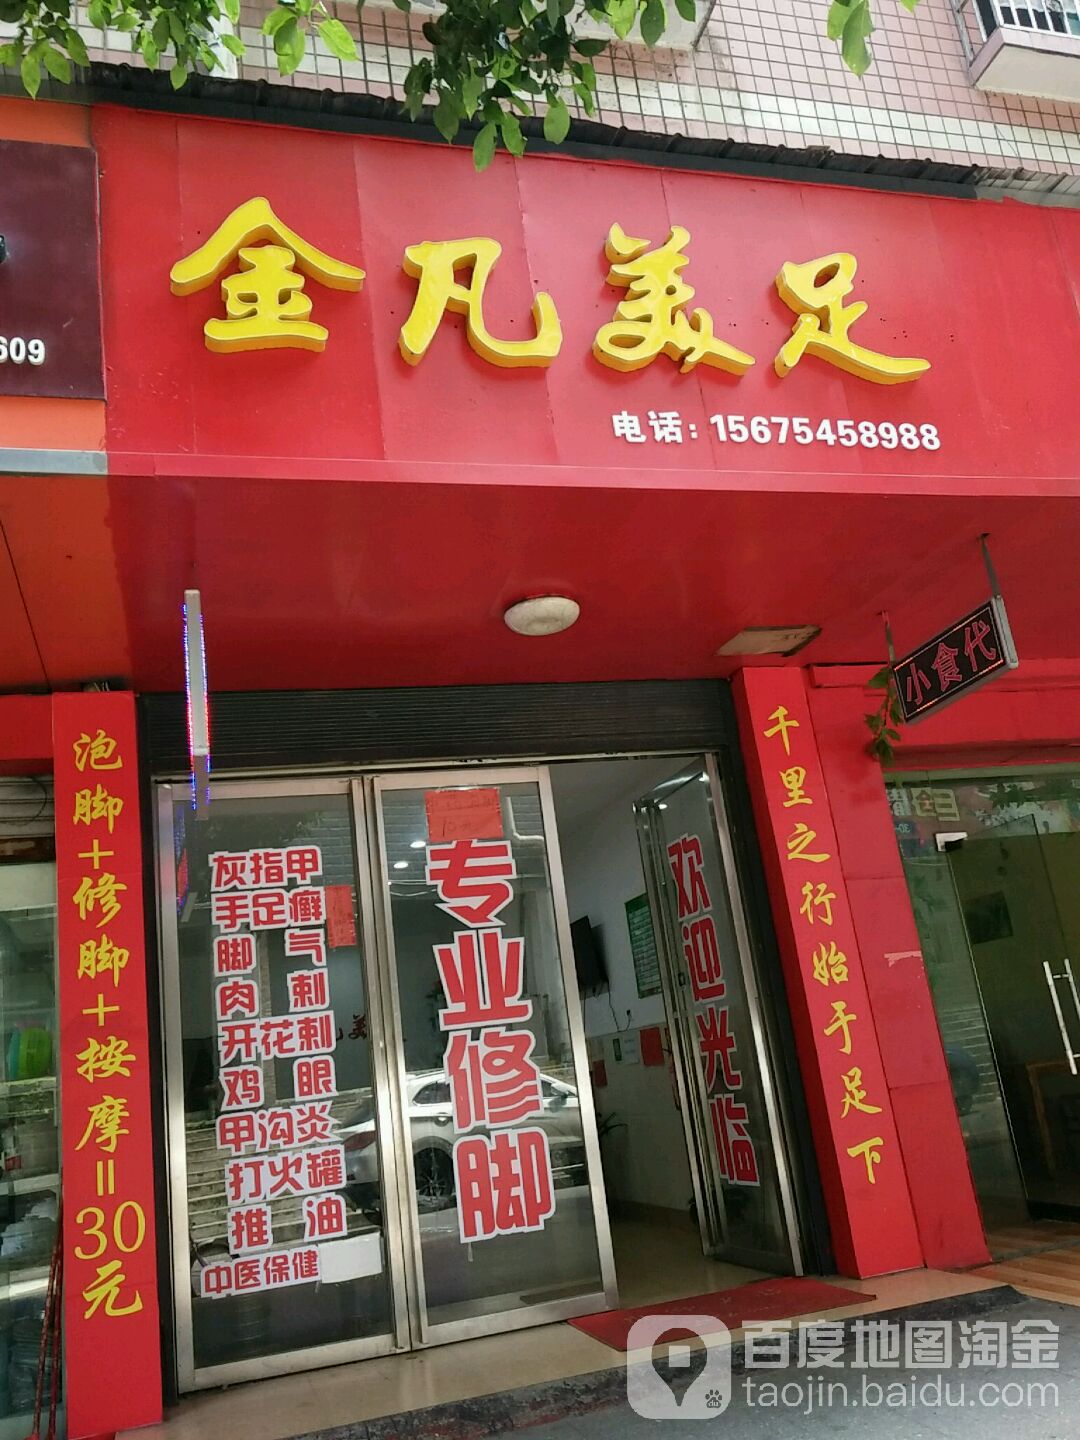 609
金凡美足
电话: 15675458988
小食代
泡脚+修脚+按摩=30元
千里之行始于足下
灰指甲
手足癣
脚气
肉刺
开花刺
鸡眼
甲沟炎
打火罐
推油
中医保健
10元
专业修脚
欢迎光临
百度地图淘金
taojin.baidu.com